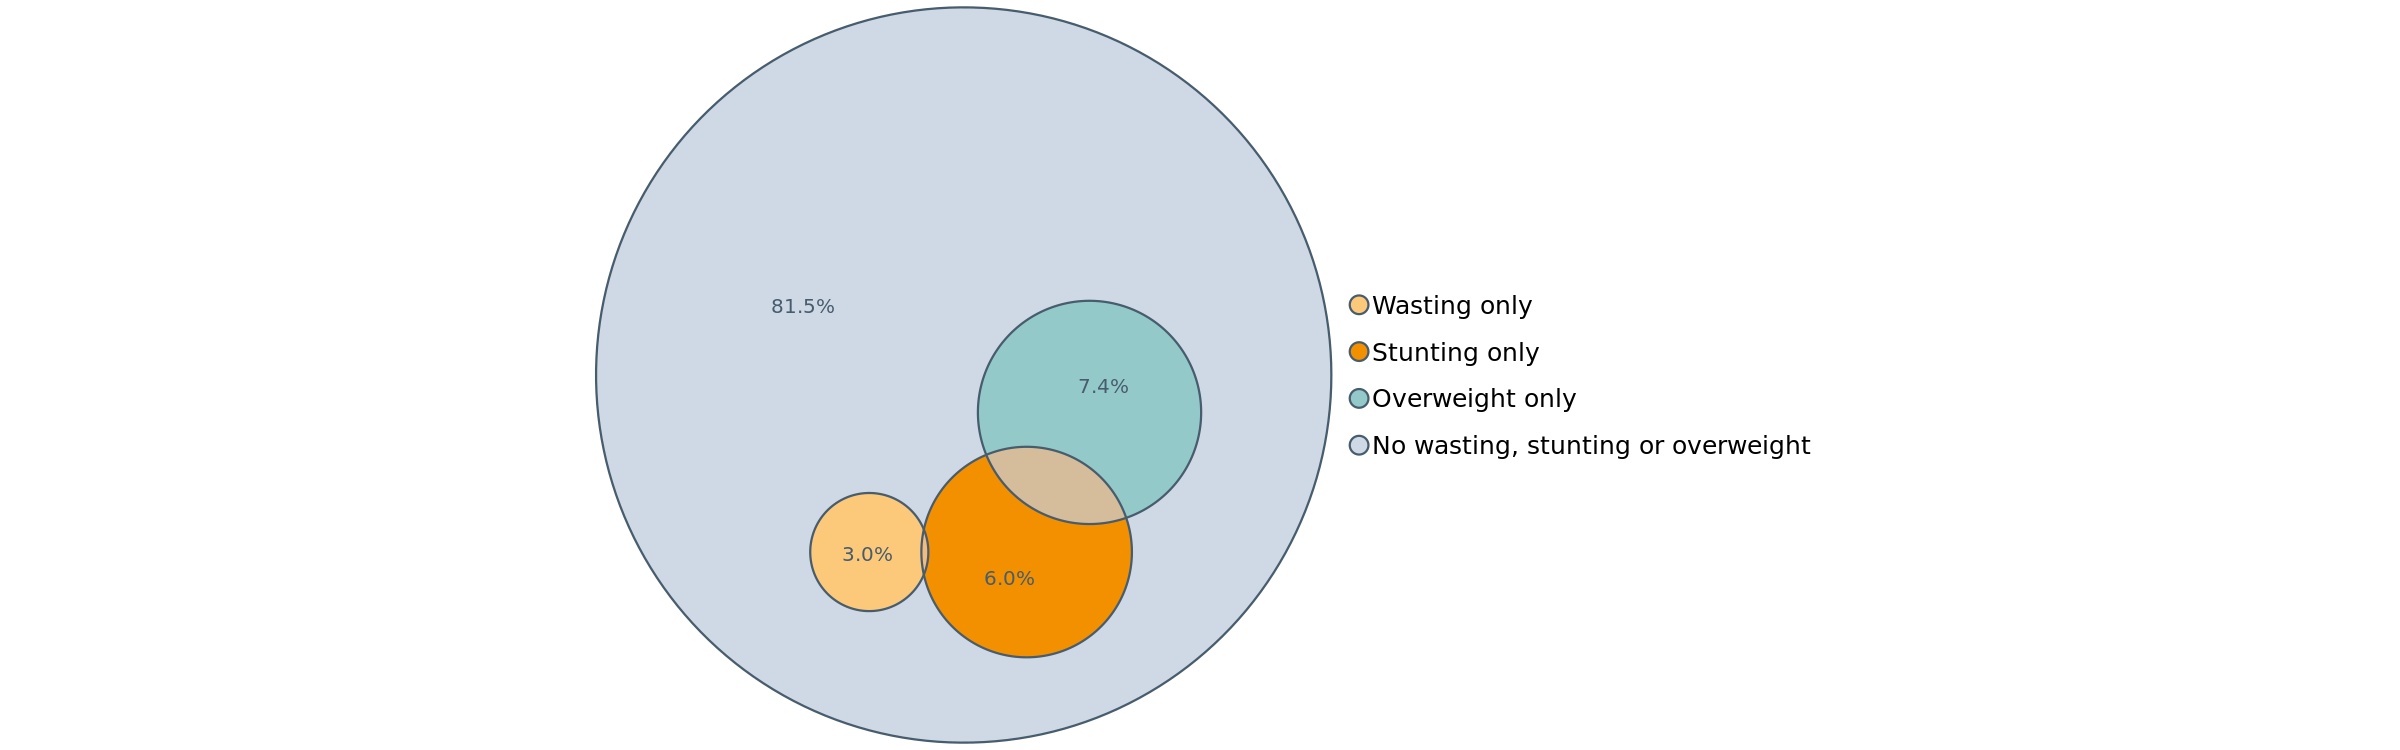 81.5%
7.4%
3.0%
6.0%
Wasting only
Stunting only
Overweight only
No wasting, stunting or overweight